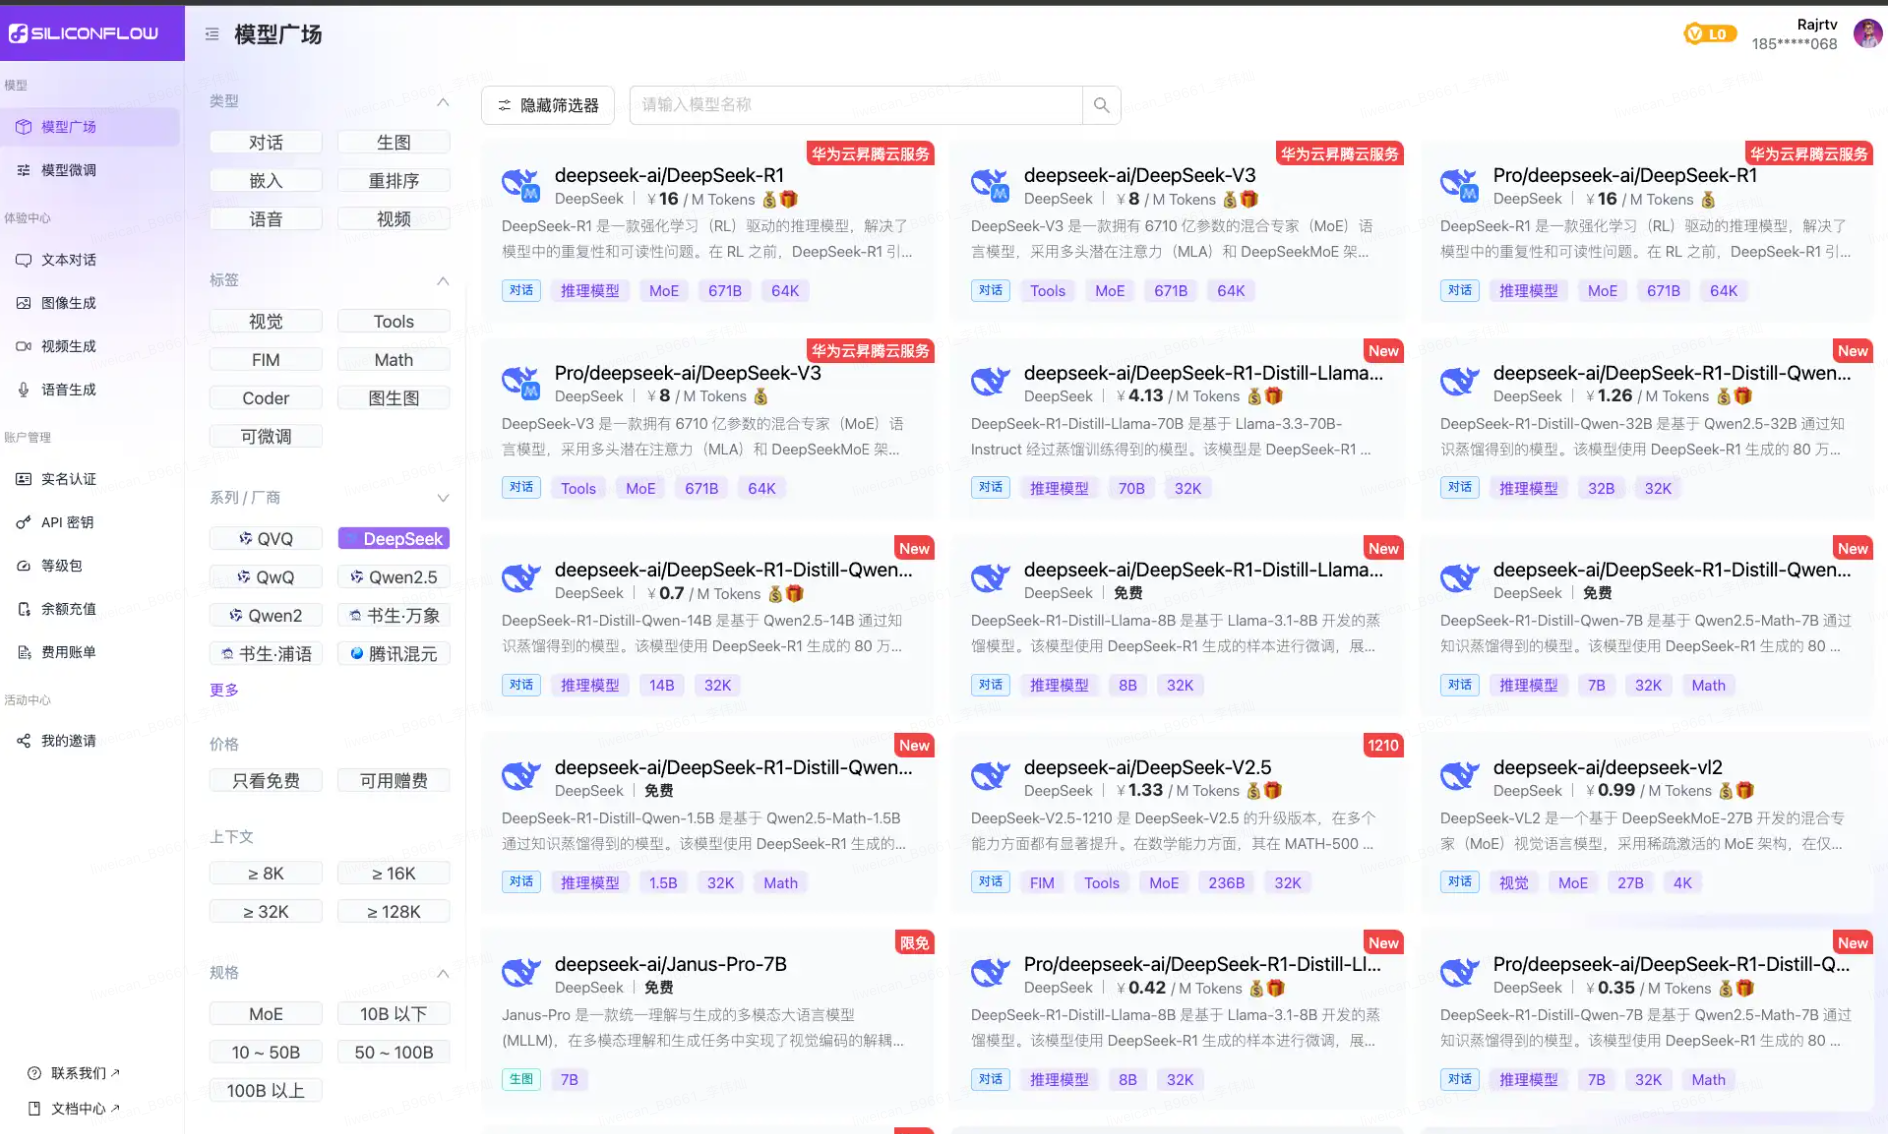 SILICONFLOW
模型广场
L0
Rajrtv
185*****068
模型
模型广场
模型微调
体验中心
文本对话
图像生成
视频生成
语音生成
账户管理
实名认证
API 密钥
等级包
余额充值
费用账单
活动中心
我的邀请
联系我们
文档中心
类型
对话
生图
嵌入
重排序
语音
视频
标签
视觉
Tools
FIM
Math
Coder
图生图
可微调
系列 / 厂商
QVQ
DeepSeek
QwQ
Qwen2.5
Qwen2
书生·万象
书生·浦语
腾讯混元
更多
价格
只看免费
可用赠费
上下文
≥ 8K
≥ 16K
≥ 32K
≥ 128K
规格
MoE
10B 以下
10 ~ 50B
50 ~ 100B
100B 以上
隐藏筛选器
请输入模型名称
华为云昇腾云服务
deepseek-ai/DeepSeek-R1
DeepSeek | ￥16 / M Tokens
DeepSeek-R1 是一款强化学习（RL）驱动的推理模型，解决了
模型中的重复性和可读性问题。在 RL 之前，DeepSeek-R1 引...
对话 推理模型 MoE 671B 64K
华为云昇腾云服务
deepseek-ai/DeepSeek-V3
DeepSeek | ￥8 / M Tokens
DeepSeek-V3 是一款拥有 6710 亿参数的混合专家（MoE）语
言模型，采用多头潜在注意力（MLA）和 DeepSeekMoE 架...
对话 Tools MoE 671B 64K
华为云昇腾云服务
Pro/deepseek-ai/DeepSeek-R1
DeepSeek | ￥16 / M Tokens
DeepSeek-R1 是一款强化学习（RL）驱动的推理模型，解决了
模型中的重复性和可读性问题。在 RL 之前，DeepSeek-R1 引...
对话 推理模型 MoE 671B 64K
华为云昇腾云服务
Pro/deepseek-ai/DeepSeek-V3
DeepSeek | ￥8 / M Tokens
DeepSeek-V3 是一款拥有 6710 亿参数的混合专家（MoE）语
言模型，采用多头潜在注意力（MLA）和 DeepSeekMoE 架...
对话 Tools MoE 671B 64K
New
deepseek-ai/DeepSeek-R1-Distill-Llama...
DeepSeek | ￥4.13 / M Tokens
DeepSeek-R1-Distill-Llama-70B 是基于 Llama-3.3-70B-
Instruct 经过蒸馏训练得到的模型。该模型是 DeepSeek-R1 ...
对话 推理模型 70B 32K
New
deepseek-ai/DeepSeek-R1-Distill-Qwen...
DeepSeek | ￥1.26 / M Tokens
DeepSeek-R1-Distill-Qwen-32B 是基于 Qwen2.5-32B 通过知
识蒸馏得到的模型。该模型使用 DeepSeek-R1 生成的 80 万...
对话 推理模型 32B 32K
New
deepseek-ai/DeepSeek-R1-Distill-Qwen...
DeepSeek | ￥0.7 / M Tokens
DeepSeek-R1-Distill-Qwen-14B 是基于 Qwen2.5-14B 通过知
识蒸馏得到的模型。该模型使用 DeepSeek-R1 生成的 80 万...
对话 推理模型 14B 32K
New
deepseek-ai/DeepSeek-R1-Distill-Llama...
DeepSeek | 免费
DeepSeek-R1-Distill-Llama-8B 是基于 Llama-3.1-8B 开发的蒸
馏模型。该模型使用 DeepSeek-R1 生成的样本进行微调，展...
对话 推理模型 8B 32K
New
deepseek-ai/DeepSeek-R1-Distill-Qwen...
DeepSeek | 免费
DeepSeek-R1-Distill-Qwen-7B 是基于 Qwen2.5-Math-7B 通过
知识蒸馏得到的模型。该模型使用 DeepSeek-R1 生成的 80 ...
对话 推理模型 7B 32K Math
New
deepseek-ai/DeepSeek-R1-Distill-Qwen...
DeepSeek | 免费
DeepSeek-R1-Distill-Qwen-1.5B 是基于 Qwen2.5-Math-1.5B
通过知识蒸馏得到的模型。该模型使用 DeepSeek-R1 生成的...
对话 推理模型 1.5B 32K Math
1210
deepseek-ai/DeepSeek-V2.5
DeepSeek | ￥1.33 / M Tokens
DeepSeek-V2.5-1210 是 DeepSeek-V2.5 的升级版本，在多个
能力方面都有显著提升。在数学能力方面，其在 MATH-500 ...
对话 FIM Tools MoE 236B 32K
deepseek-ai/deepseek-vl2
DeepSeek | ￥0.99 / M Tokens
DeepSeek-VL2 是一个基于 DeepSeekMoE-27B 开发的混合专
家（MoE）视觉语言模型，采用稀疏激活的 MoE 架构，在仅...
对话 视觉 MoE 27B 4K
限免
deepseek-ai/Janus-Pro-7B
DeepSeek | 免费
Janus-Pro 是一款统一理解与生成的多模态大语言模型
(MLLM)，在多模态理解和生成任务中实现了视觉编码的解耦...
生图 7B
New
Pro/deepseek-ai/DeepSeek-R1-Distill-Ll...
DeepSeek | ￥0.42 / M Tokens
DeepSeek-R1-Distill-Llama-8B 是基于 Llama-3.1-8B 开发的蒸
馏模型。该模型使用 DeepSeek-R1 生成的样本进行微调，展...
对话 推理模型 8B 32K
New
Pro/deepseek-ai/DeepSeek-R1-Distill-Q...
DeepSeek | ￥0.35 / M Tokens
DeepSeek-R1-Distill-Qwen-7B 是基于 Qwen2.5-Math-7B 通过
知识蒸馏得到的模型。该模型使用 DeepSeek-R1 生成的 80 ...
对话 推理模型 7B 32K Math